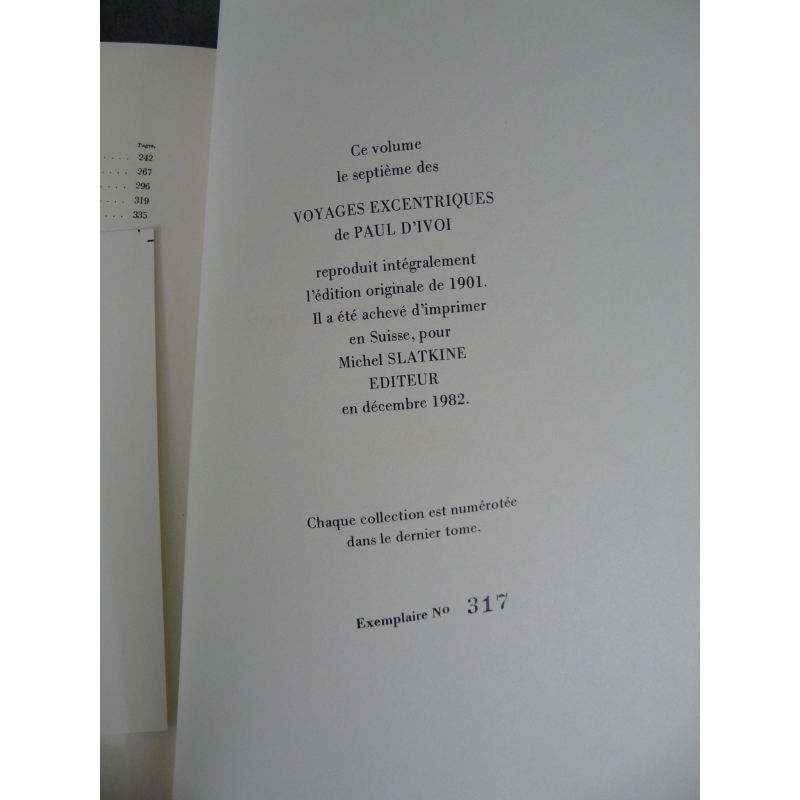 Pages.
. . . . 242
. . . . 267
. . . . 296
. . . . 319
. . . . 335
Ce volume
le septième des
VOYAGES EXCENTRIQUES
de PAUL D'IVOI
reproduit intégralement
l'édition originale de 1901.
Il a été achevé d'imprimer
en Suisse, pour
Michel SLATKINE
EDITEUR
en décembre 1982.
Chaque collection est numérotée
dans le dernier tome.
Exemplaire No 317